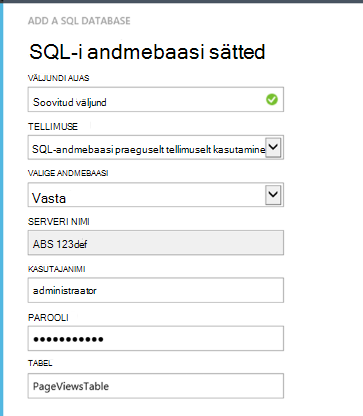 ADD A SQL DATABASE
SQL-i andmebaasi sätted
VÄLJUNDI AUAS
Soovitud väljund
TELLIMUSE
SQL-andmebaasi praeguselt tellimuselt kasutamine
VALIGE ANDMEBAASI
Vasta
SERVERI NIMI
ABS 123def
KASUTAJANIMI
administraator
PAROOLI
●●●●●●●●●●●
TABEL
PageViewsTable